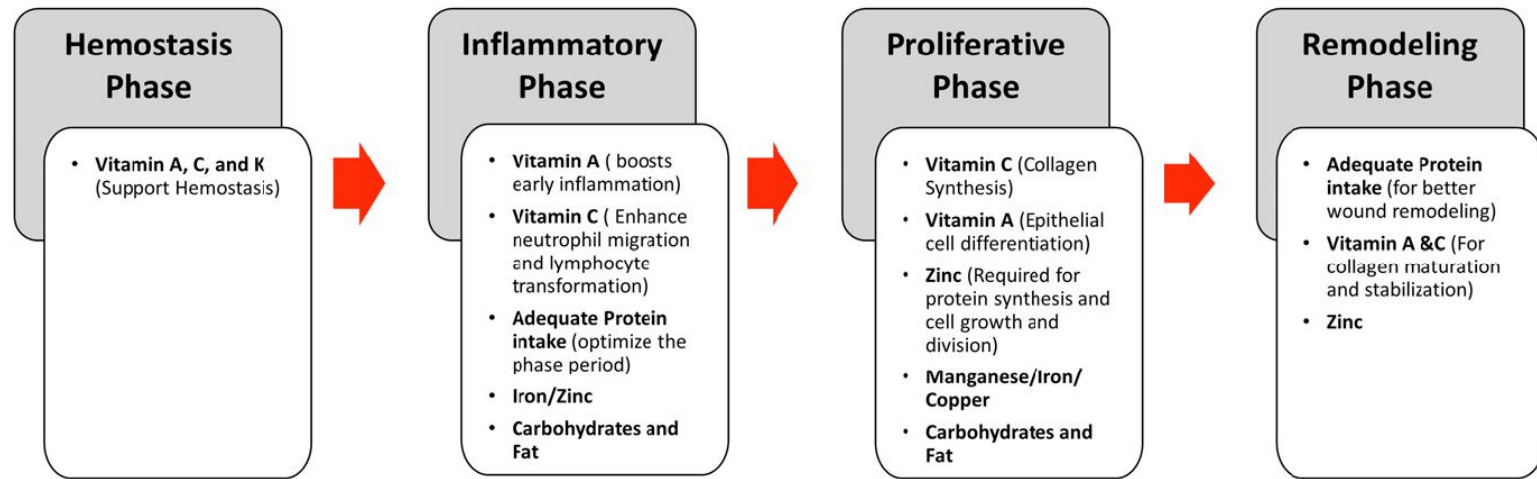 Hemostasis
Phase
• Vitamin A, C, and K
(Support Hemostasis)
Inflammatory
Phase
• Vitamin A ( boosts
early inflammation)
• Vitamin C ( Enhance
neutrophil migration
and lymphocyte
transformation)
• Adequate Protein
intake (optimize the
phase period)
• Iron/Zinc
• Carbohydrates and
Fat
Proliferative
Phase
• Vitamin C (Collagen
Synthesis)
• Vitamin A (Epithelial
cell differentiation)
• Zinc (Required for
protein synthesis and
cell growth and
division)
• Manganese/Iron/
Copper
• Carbohydrates and
Fat
Remodeling
Phase
• Adequate Protein
intake (for better
wound remodeling)
• Vitamin A &C (For
collagen maturation
and stabilization)
• Zinc